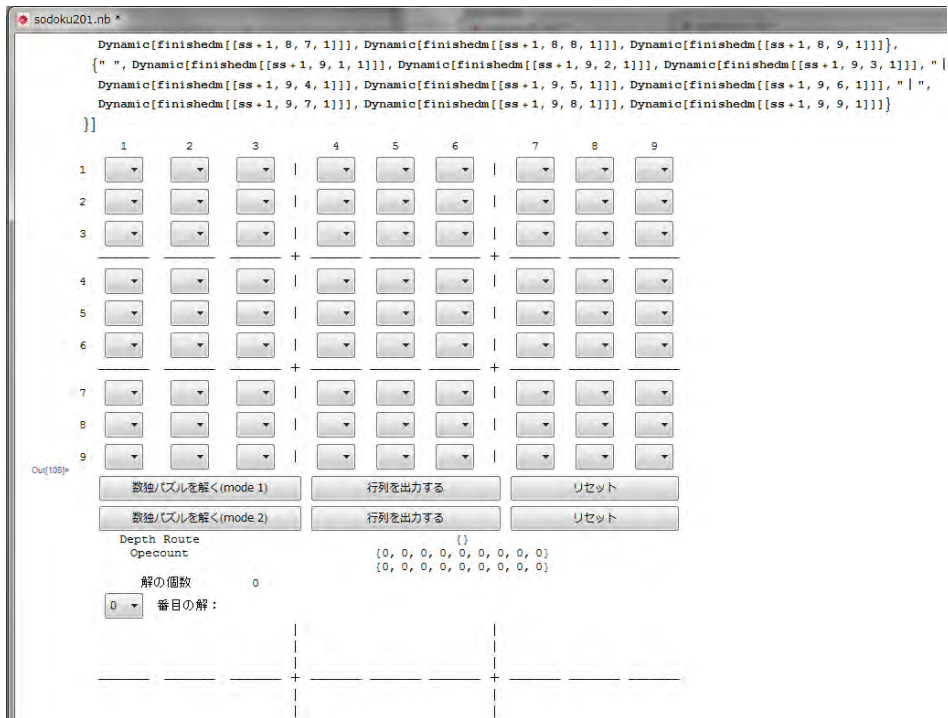 sodoku201.nb *
Dynamic[finishedm[[ss + 1, 8, 7, 1]]], Dynamic[finishedm[[ss + 1, 8, 8, 1]]], Dynamic[finishedm[[ss + 1, 8, 9, 1]]]},
{" ", Dynamic[finishedm[[ss + 1, 9, 1, 1]]], Dynamic[finishedm[[ss + 1, 9, 2, 1]]], Dynamic[finishedm[[ss + 1, 9, 3, 1]]], "|
Dynamic[finishedm[[ss + 1, 9, 4, 1]]], Dynamic[finishedm[[ss + 1, 9, 5, 1]]], Dynamic[finishedm[[ss + 1, 9, 6, 1]]], "|",
Dynamic[finishedm[[ss + 1, 9, 7, 1]]], Dynamic[finishedm[[ss + 1, 9, 8, 1]]], Dynamic[finishedm[[ss + 1, 9, 9, 1]]]}
}]
1 2 3 4 5 6 7 8 9
1 | |
2 | |
3 | |
+ +
4 | |
5 | |
6 | |
+ +
7 | |
8 | |
9 | |
Out[108]=
数独パズルを解く(mode 1) 行列を出力する リセット
数独パズルを解く(mode 2) 行列を出力する リセット
Depth Route {}
Opecount {0, 0, 0, 0, 0, 0, 0, 0, 0}
{0, 0, 0, 0, 0, 0, 0, 0, 0}
解の個数 0
0 番目の解：
| |
| |
| |
+ +
| |
| |